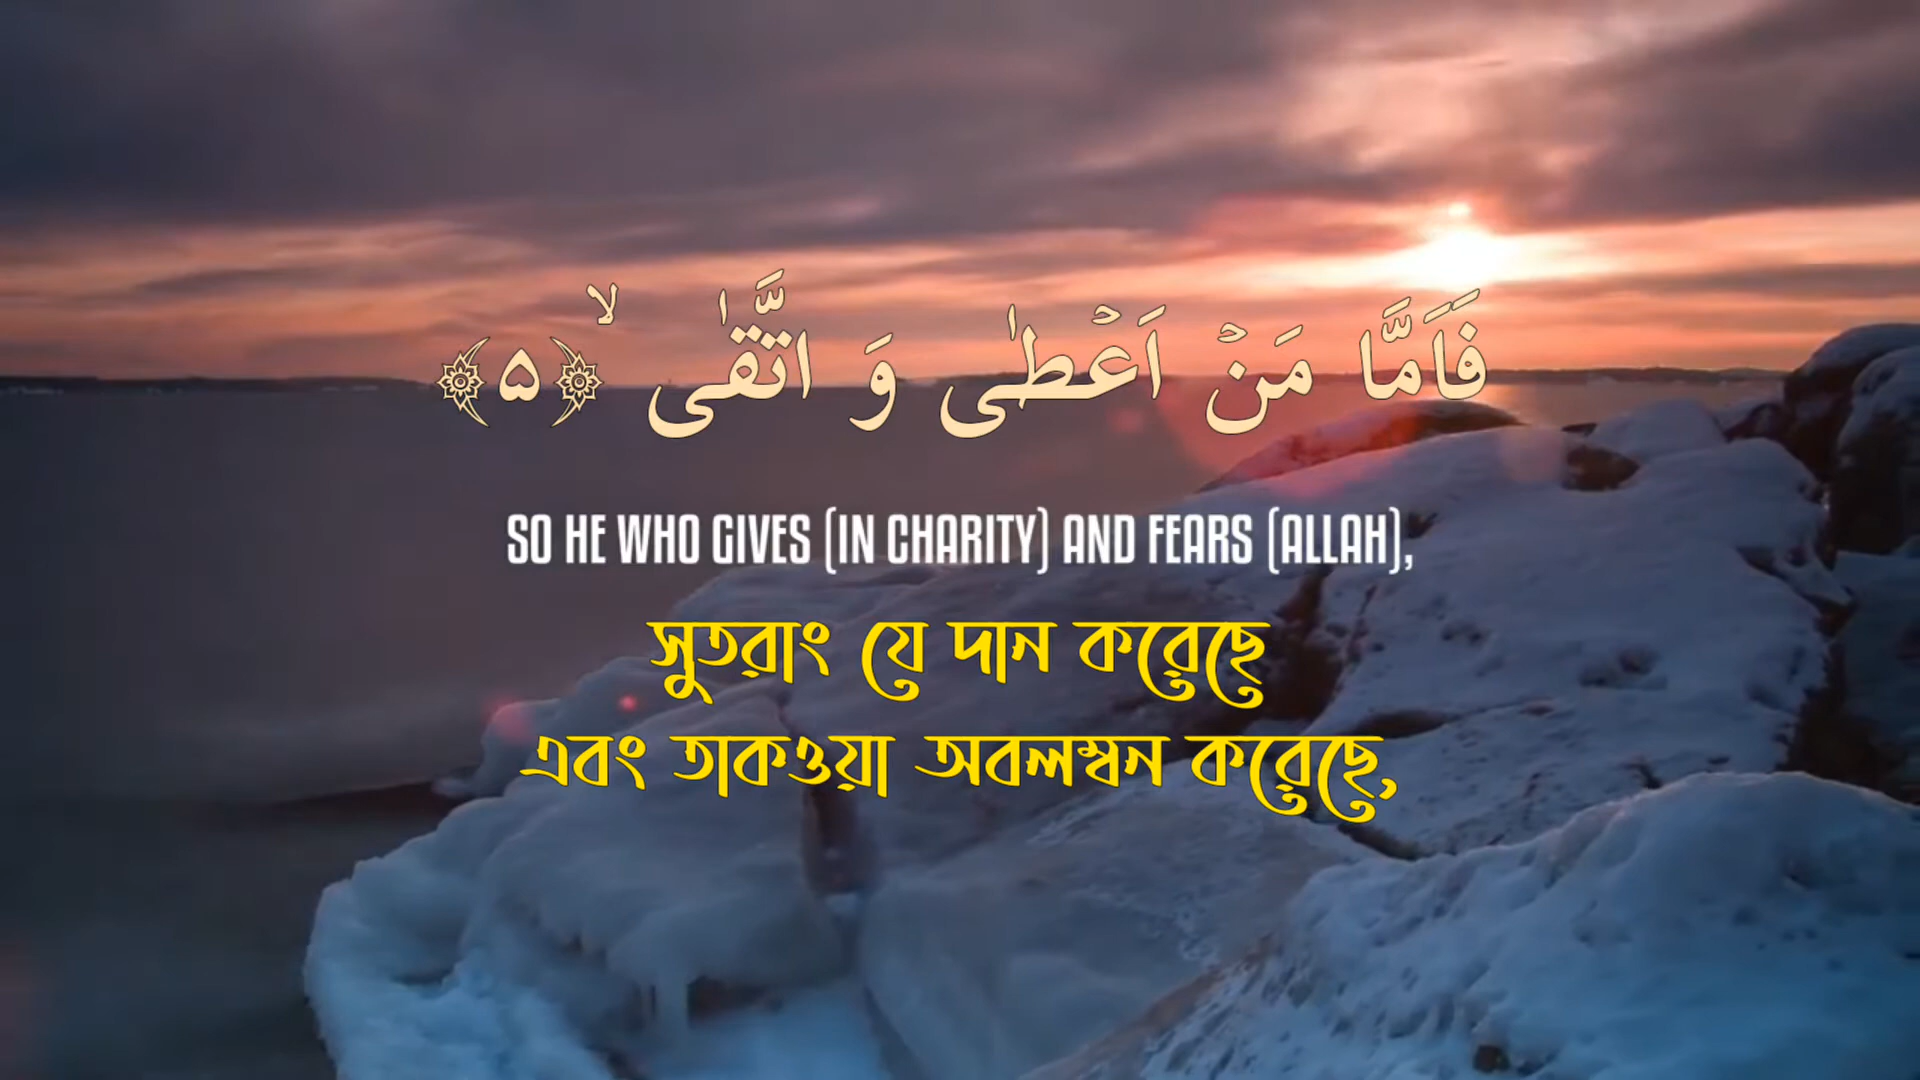 فَاَمَّا مَنۡ اَعۡطٰی وَ اتَّقٰی ۙ﴿۵﴾
SO HE WHO GIVES (IN CHARITY) AND FEARS (ALLAH),
সুতরাং যে দান করেছে
এবং তাকওয়া অবলম্বন করেছে,